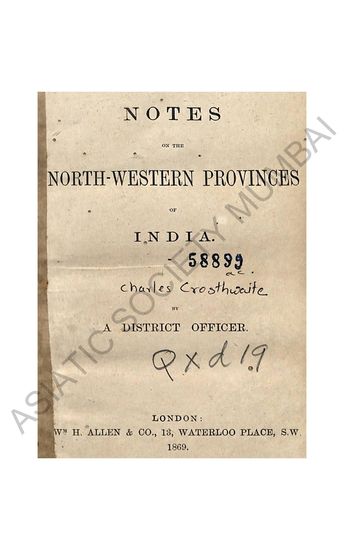 NOTES
ON THE
NORTH-WESTERN PROVINCES
OF
INDIA.
58899
ac.
Charles Crosthwaite
BY
A DISTRICT OFFICER.
Qxd19
LONDON:
Wᴹ H. ALLEN & CO., 13, WATERLOO PLACE, S.W.
1869.
ASIATIC SOCIETY MUMBAI